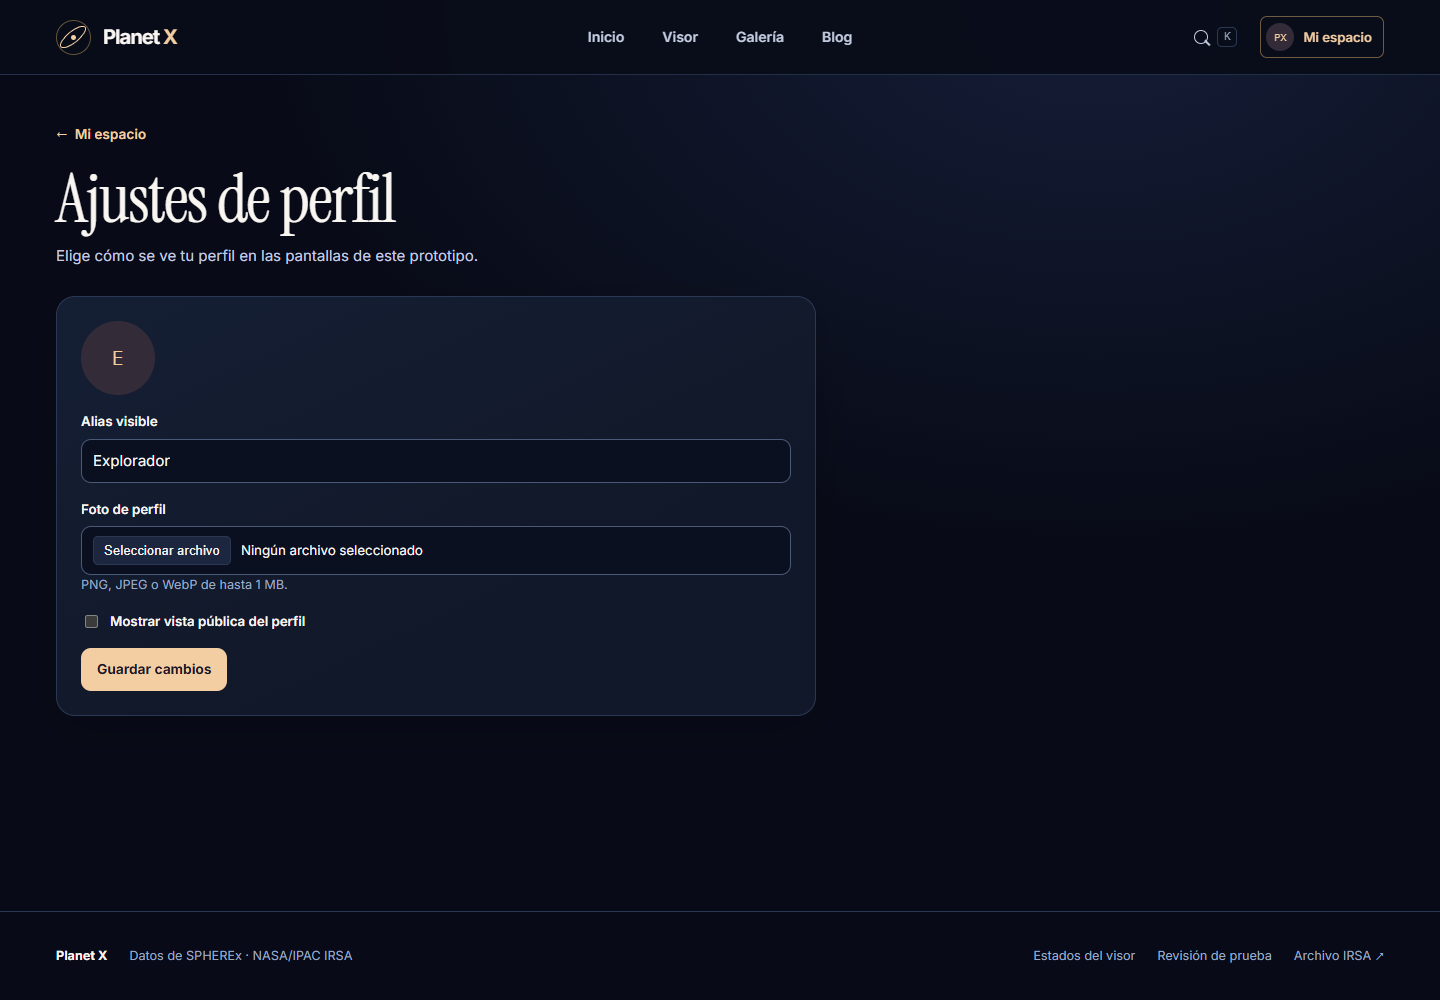 Planet X
Inicio
Visor
Galería
Blog
K
PX
Mi espacio
← Mi espacio
Ajustes de perfil
Elige cómo se ve tu perfil en las pantallas de este prototipo.
E
Alias visible
Explorador
Foto de perfil
Seleccionar archivo Ningún archivo seleccionado
PNG, JPEG o WebP de hasta 1 MB.
Mostrar vista pública del perfil
Guardar cambios
Planet X
Datos de SPHEREx · NASA/IPAC IRSA
Estados del visor
Revisión de prueba
Archivo IRSA ↗